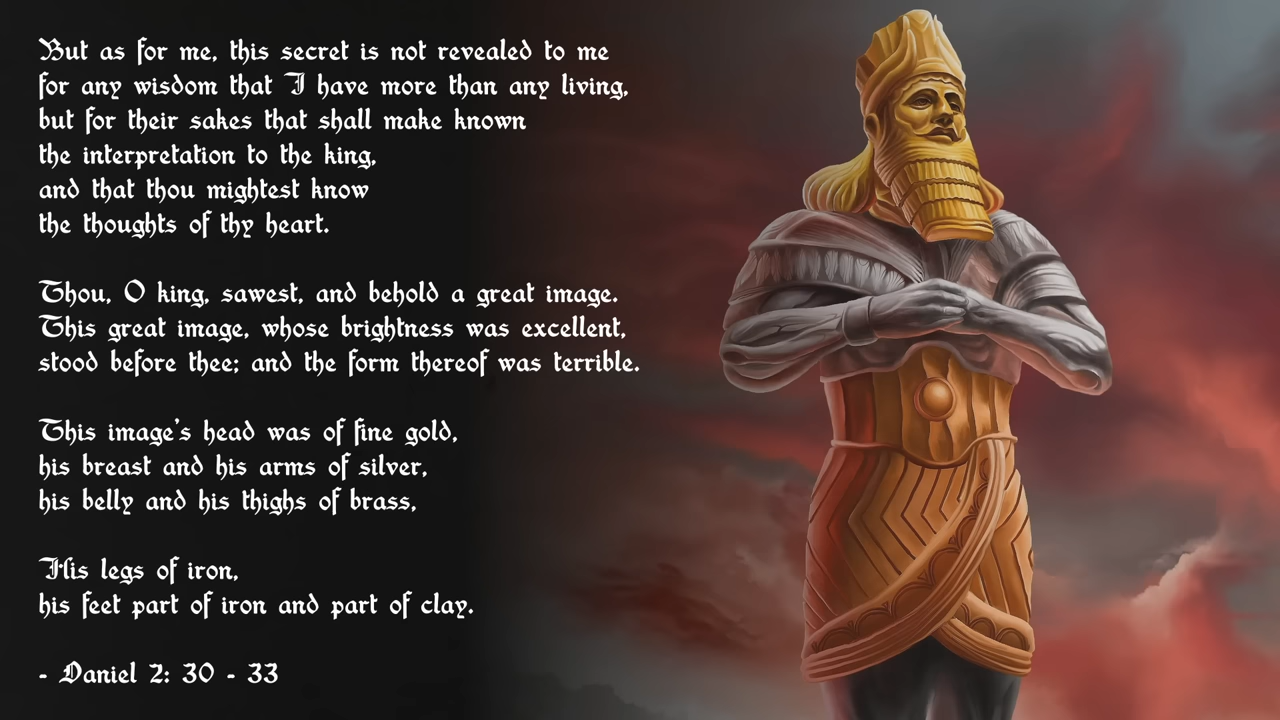 But as for me, this secret is not revealed to me
for any wisdom that I have more than any living,
but for their sakes that shall make known
the interpretation to the king,
and that thou mightest know
the thoughts of thy heart.
Thou, O king, sawest, and behold a great image.
This great image, whose brightness was excellent,
stood before thee; and the form thereof was terrible.
This image's head was of fine gold,
his breast and his arms of silver,
his belly and his thighs of brass,
His legs of iron,
his feet part of iron and part of clay.
- Daniel 2: 30 - 33